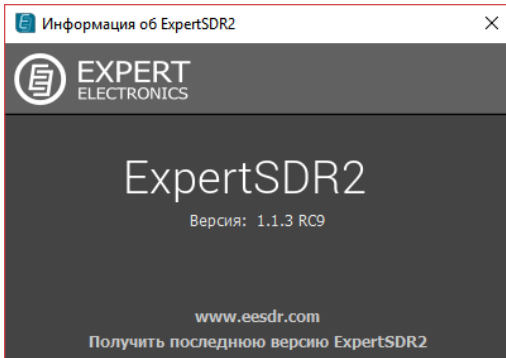 Информация об ExpertSDR2
EXPERT
ELECTRONICS
ExpertSDR2
Версия: 1.1.3 RC9
www.eesdr.com
Получить последнюю версию ExpertSDR2